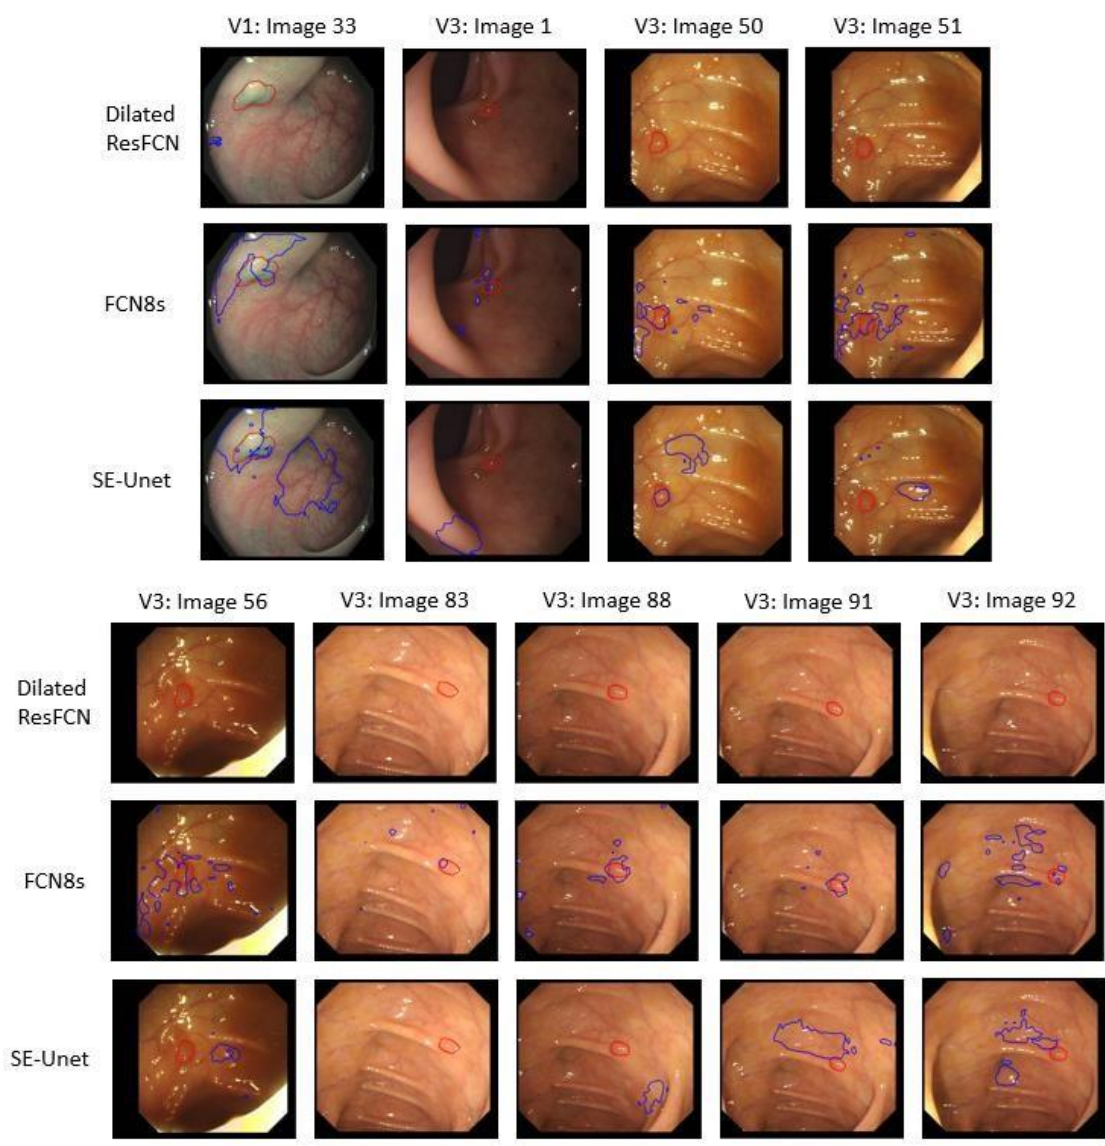 V1: Image 33 V3: Image 1 V3: Image 50 V3: Image 51
Dilated
ResFCN
FCN8s
SE-Unet
V3: Image 56 V3: Image 83 V3: Image 88 V3: Image 91 V3: Image 92
Dilated
ResFCN
FCN8s
SE-Unet